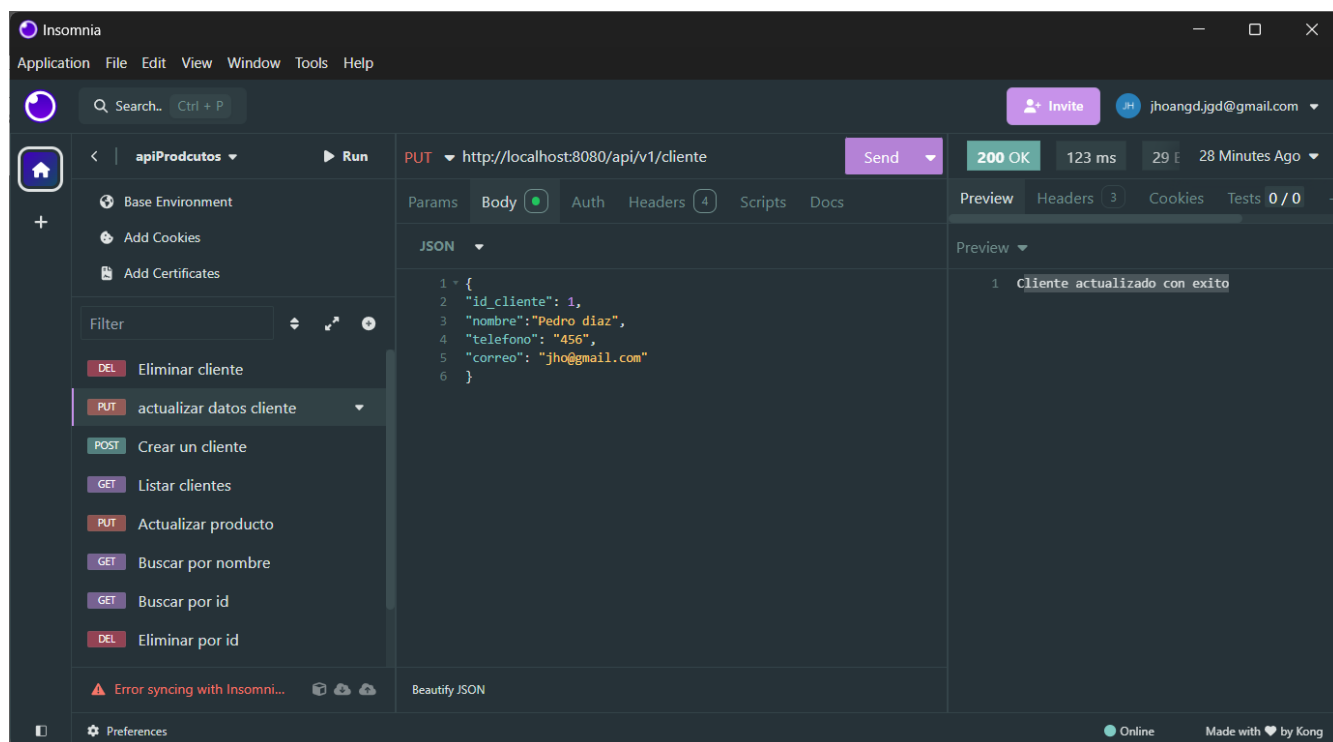 Insomnia
Application File Edit View Window Tools Help
Search.. Ctrl + P
Invite
JH
jhoangd.jgd@gmail.com
apiProdcutos
Run
Base Environment
Add Cookies
Add Certificates
Filter
DEL Eliminar cliente
PUT actualizar datos cliente
POST Crear un cliente
GET Listar clientes
PUT Actualizar producto
GET Buscar por nombre
GET Buscar por id
DEL Eliminar por id
Error syncing with Insomni...
Preferences
PUT http://localhost:8080/api/v1/cliente
Send
Params Body Auth Headers 4 Scripts Docs
JSON
1 {
2 "id_cliente": 1,
3 "nombre":"Pedro diaz",
4 "telefono": "456",
5 "correo": "jho@gmail.com"
6 }
Beautify JSON
200 OK 123 ms 29 28 Minutes Ago
Preview Headers 3 Cookies Tests 0 / 0
Preview
1 Cliente actualizado con exito
Online
Made with ♥ by Kong